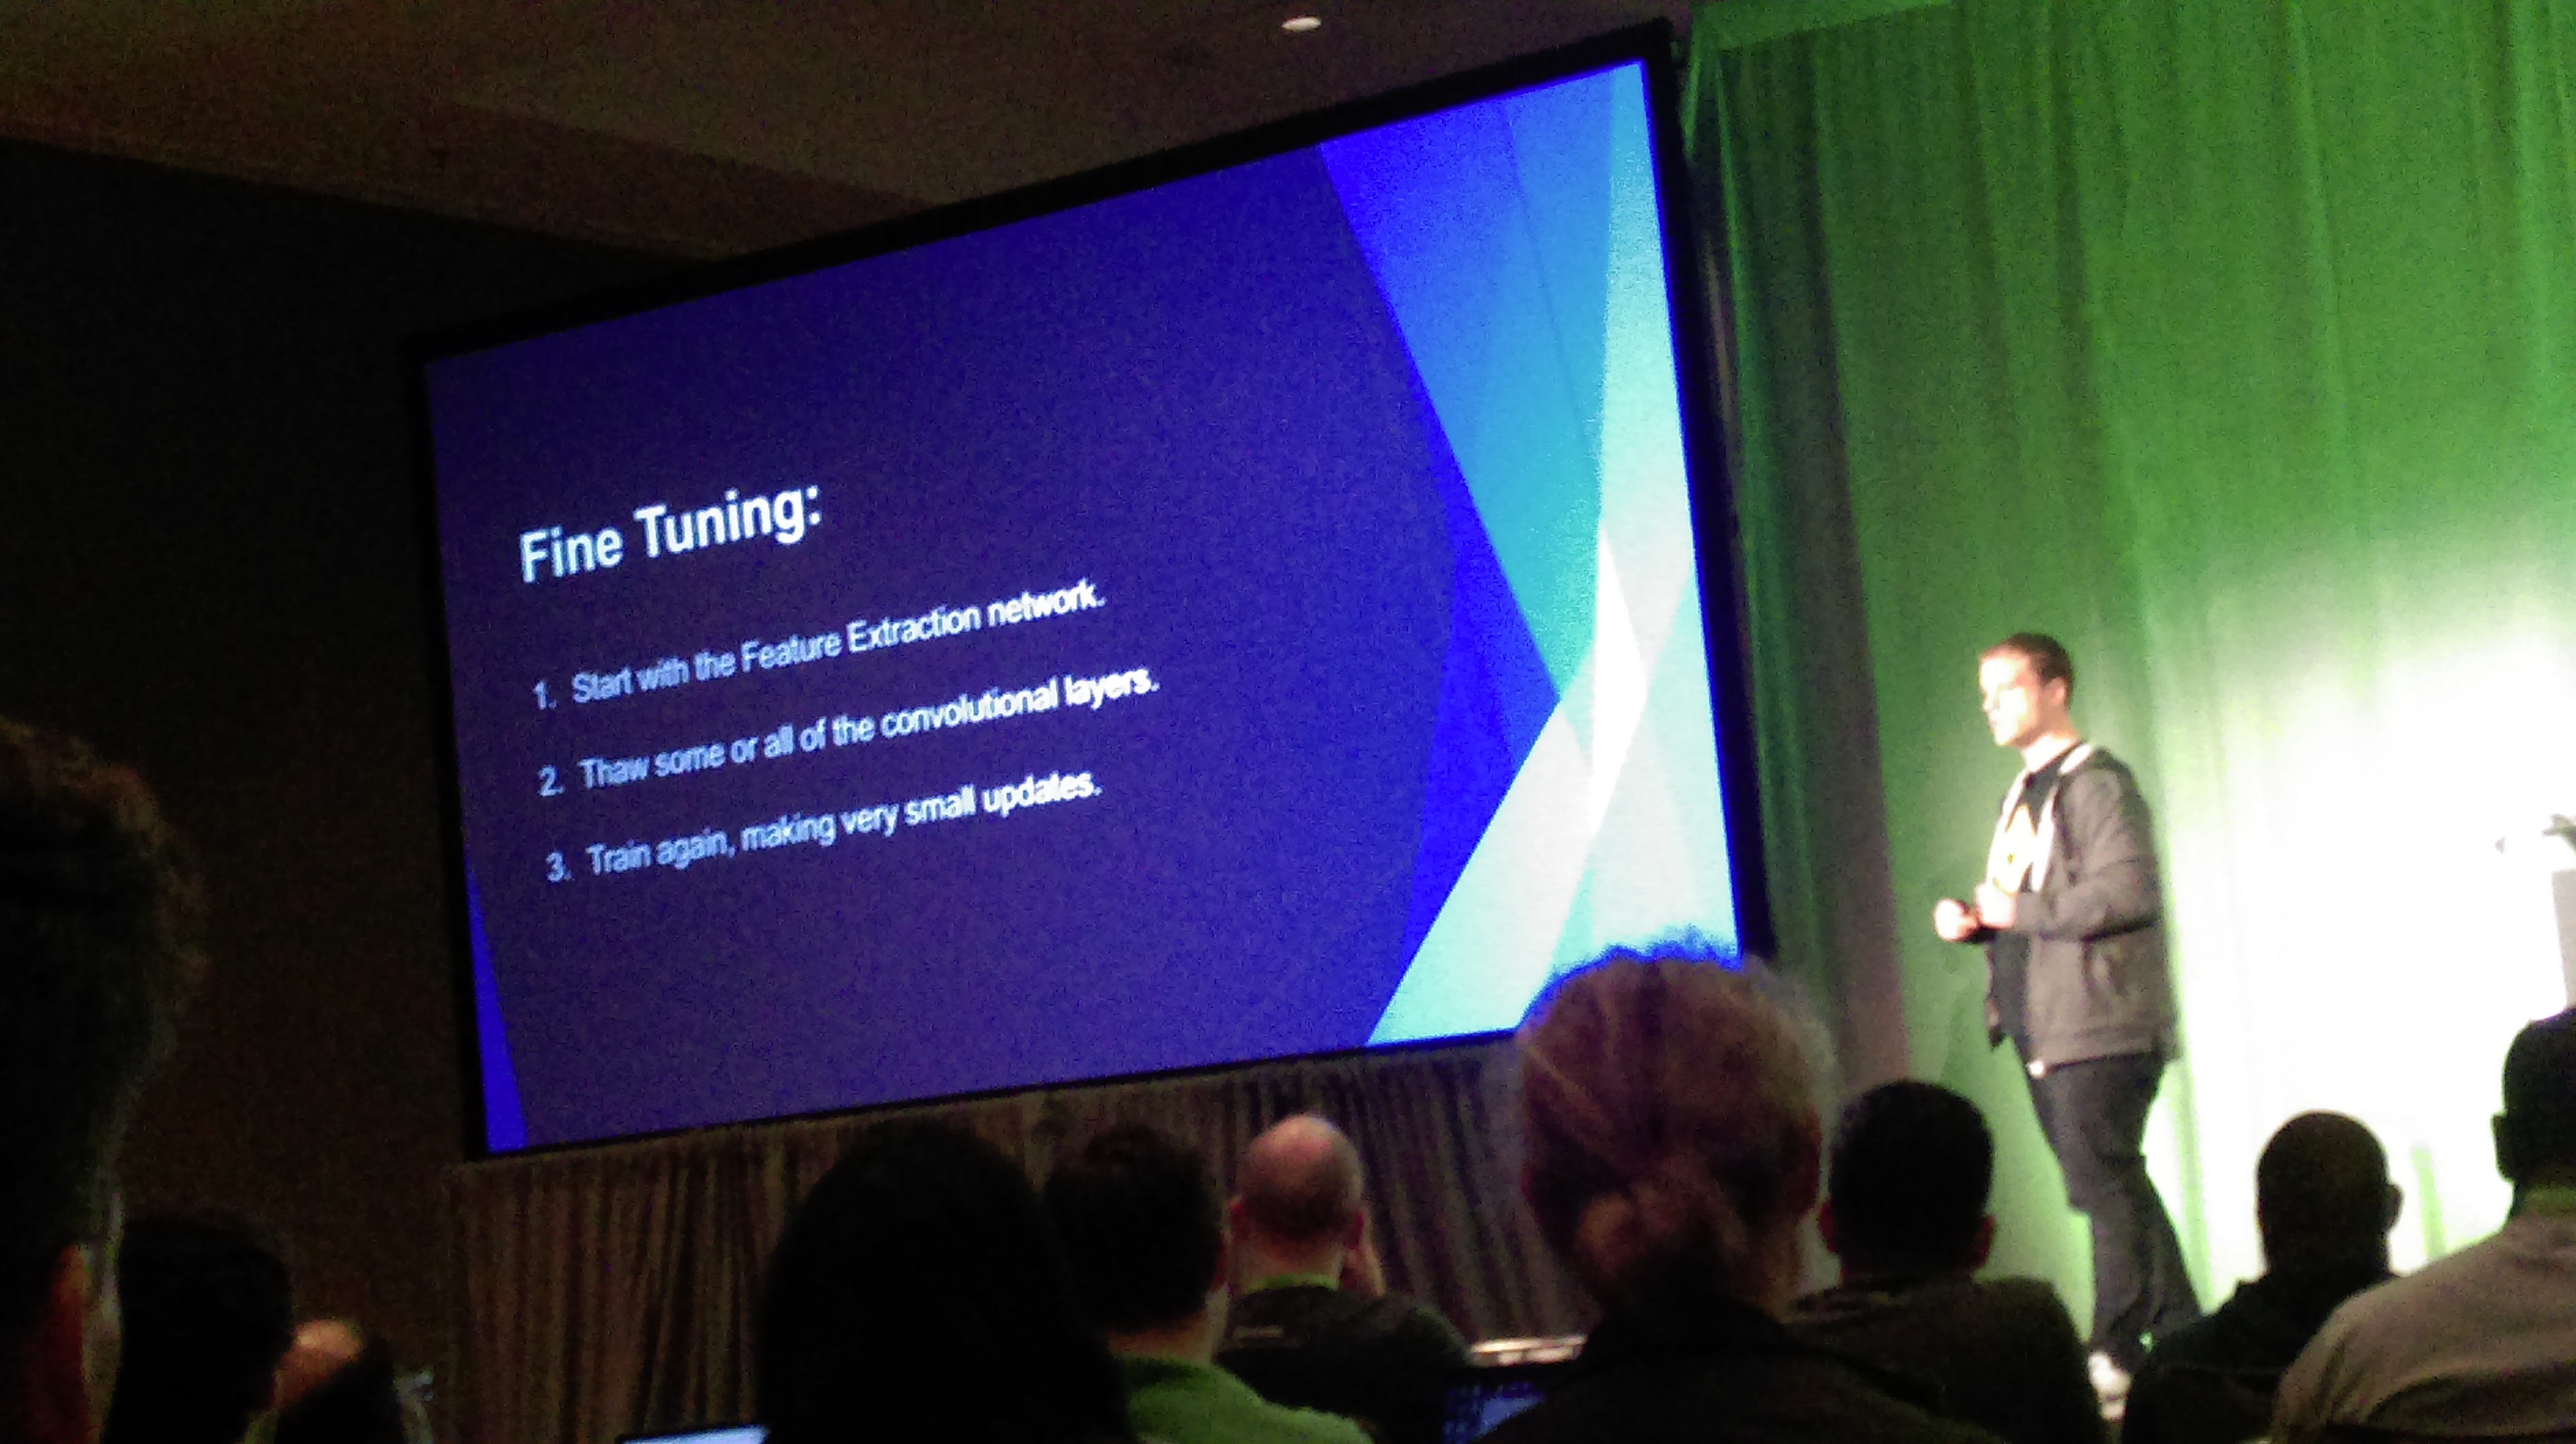 Fine Tuning:
1. Start with the Feature Extraction network.
2. Thaw some or all of the convolutional layers.
3. Train again, making very small updates.